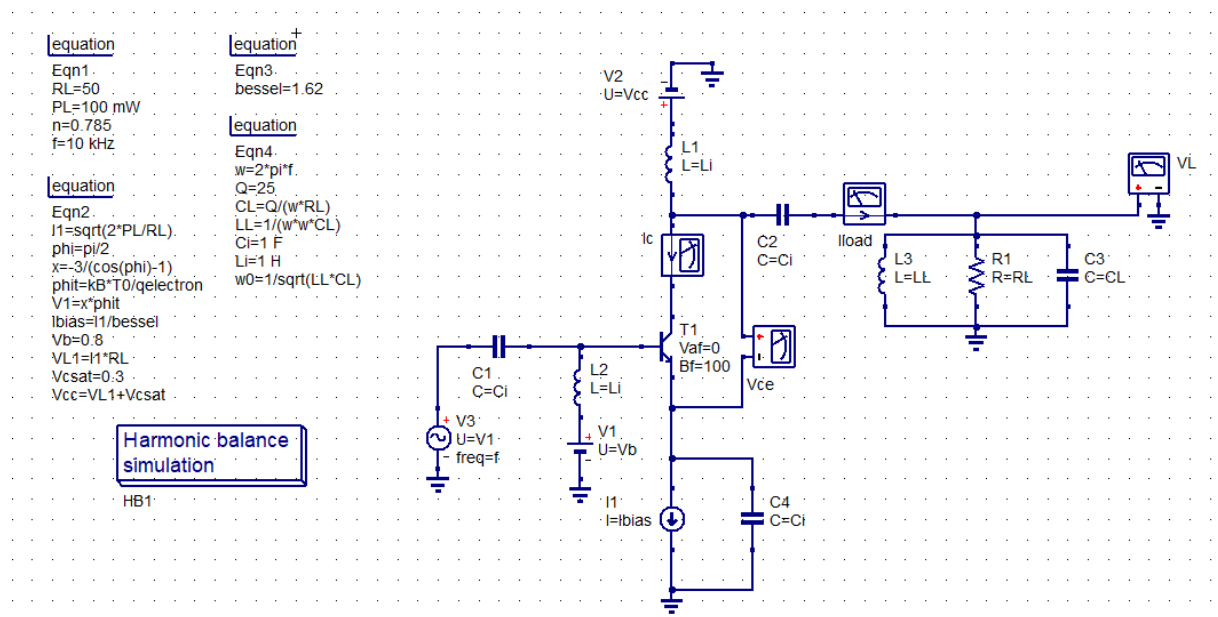 equation
Eqn1
RL=50
PL=100 mW
n=0.785
f=10 kHz
equation
Eqn2
I1=sqrt(2*PL/RL)
phi=pi/2
x=-3/(cos(phi)-1)
phit=kB*T0/qelectron
V1=x*phit
Ibias=I1/bessel
Vb=0.8
VL1=I1*RL
Vcsat=0.3
Vcc=VL1+Vcsat
equation
Eqn3
bessel=1.62
equation
Eqn4
w=2*pi*f
Q=25
CL=Q/(w*RL)
LL=1/(w*w*CL)
Ci=1 F
Li=1 H
w0=1/sqrt(LL*CL)
Harmonic balance
simulation
HB1
V2
U=Vcc
-
+
L1
L=Li
Ic
C2
C=Ci
Iload
VL
+ -
L3
L=LL
R1
R=RL
C3
C=CL
T1
Vaf=0
Bf=100
+
Vce
C1
C=Ci
L2
L=Li
+
V3
U=V1
- freq=f
+
V1
U=Vb
-
I1
I=Ibias
C4
C=Ci